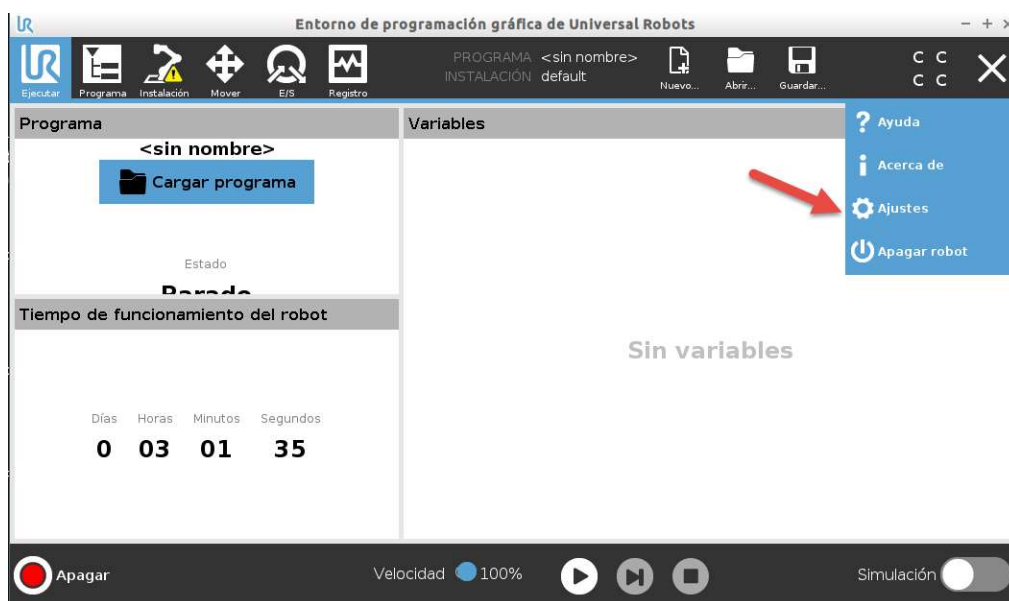 UR Entorno de programación gráfica de Universal Robots
UR
PROGRAMA <sin nombre>
INSTALACIÓN default
C C
C C
Ejecutar Programa Instalación Mover E/S Registro Nuevo... Abrir... Guardar...
Programa
Variables
? Ayuda
<sin nombre>
Cargar programa
i Acerca de
Ajustes
Apagar robot
Estado
Parado
Tiempo de funcionamiento del robot
Sin variables
Días Horas Minutos Segundos
0 03 01 35
Apagar Velocidad 100% Simulación